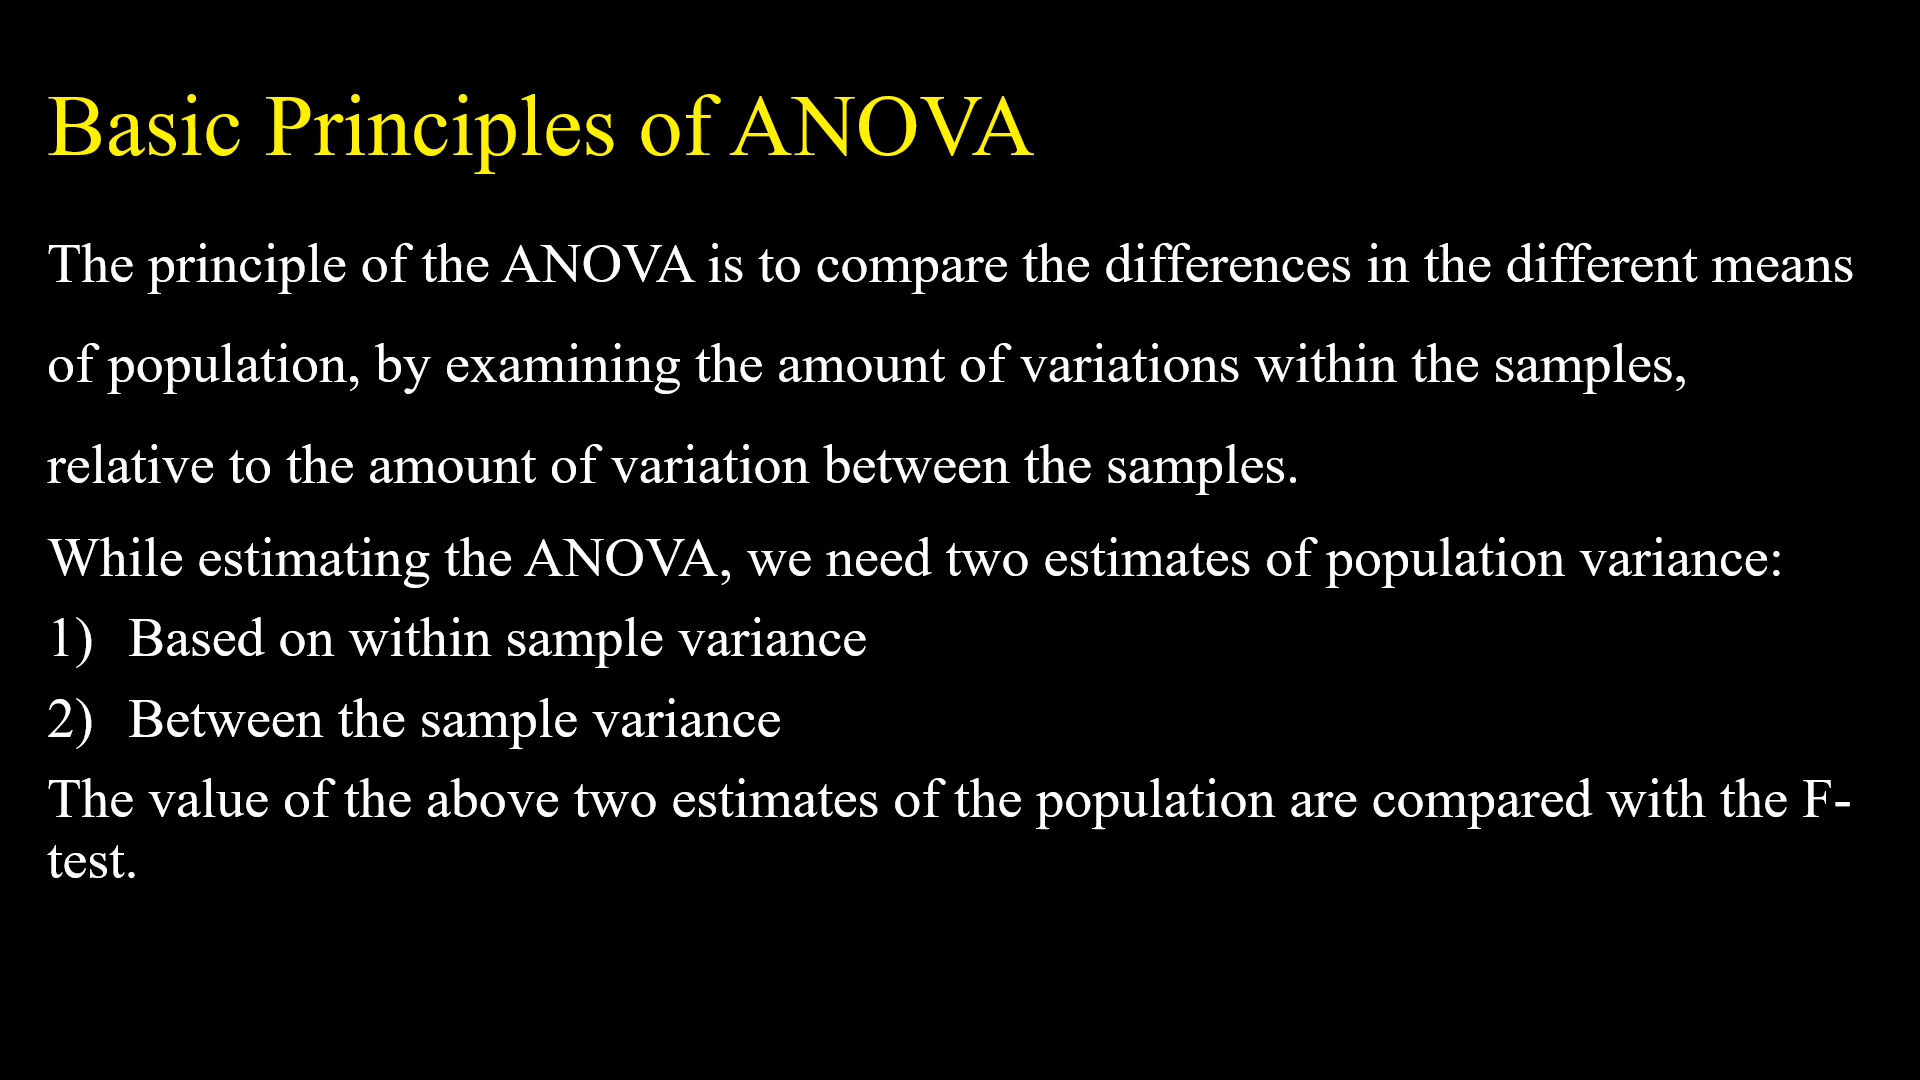 Basic Principles of ANOVA
The principle of the ANOVA is to compare the differences in the different means
of population, by examining the amount of variations within the samples,
relative to the amount of variation between the samples.
While estimating the ANOVA, we need two estimates of population variance:
1) Based on within sample variance
2) Between the sample variance
The value of the above two estimates of the population are compared with the F-
test.